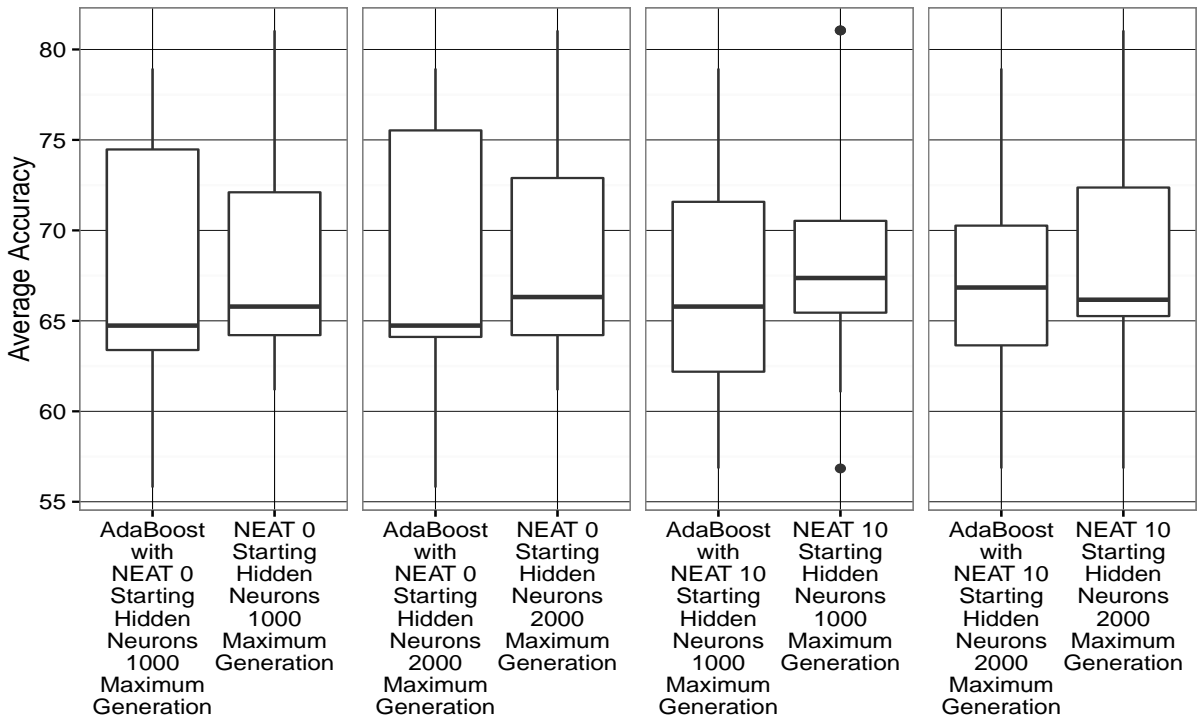 Average Accuracy
80
75
70
65
60
55
AdaBoost
with
NEAT 0
Starting
Hidden
Neurons
1000
Maximum
Generation
NEAT 0
Starting
Hidden
Neurons
1000
Maximum
Generation
AdaBoost
with
NEAT 0
Starting
Hidden
Neurons
2000
Maximum
Generation
NEAT 0
Starting
Hidden
Neurons
2000
Maximum
Generation
AdaBoost
with
NEAT 10
Starting
Hidden
Neurons
1000
Maximum
Generation
NEAT 10
Starting
Hidden
Neurons
1000
Maximum
Generation
AdaBoost
with
NEAT 10
Starting
Hidden
Neurons
2000
Maximum
Generation
NEAT 10
Starting
Hidden
Neurons
2000
Maximum
Generation